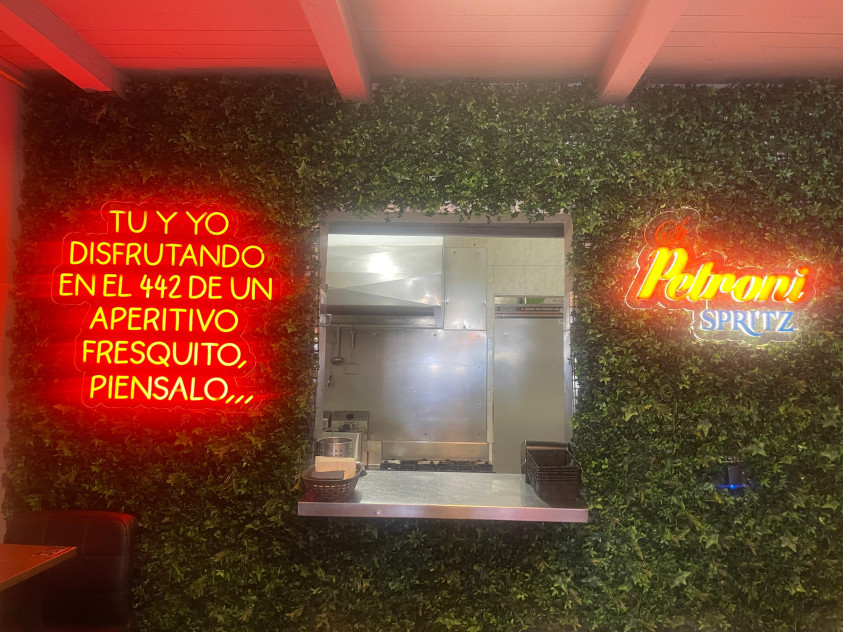 TU Y YO
DISFRUTANDO
EN EL 442 DE UN
APERITIVO
FRESQUITO,
PIENSALO,,,
Petroni
SPRITZ